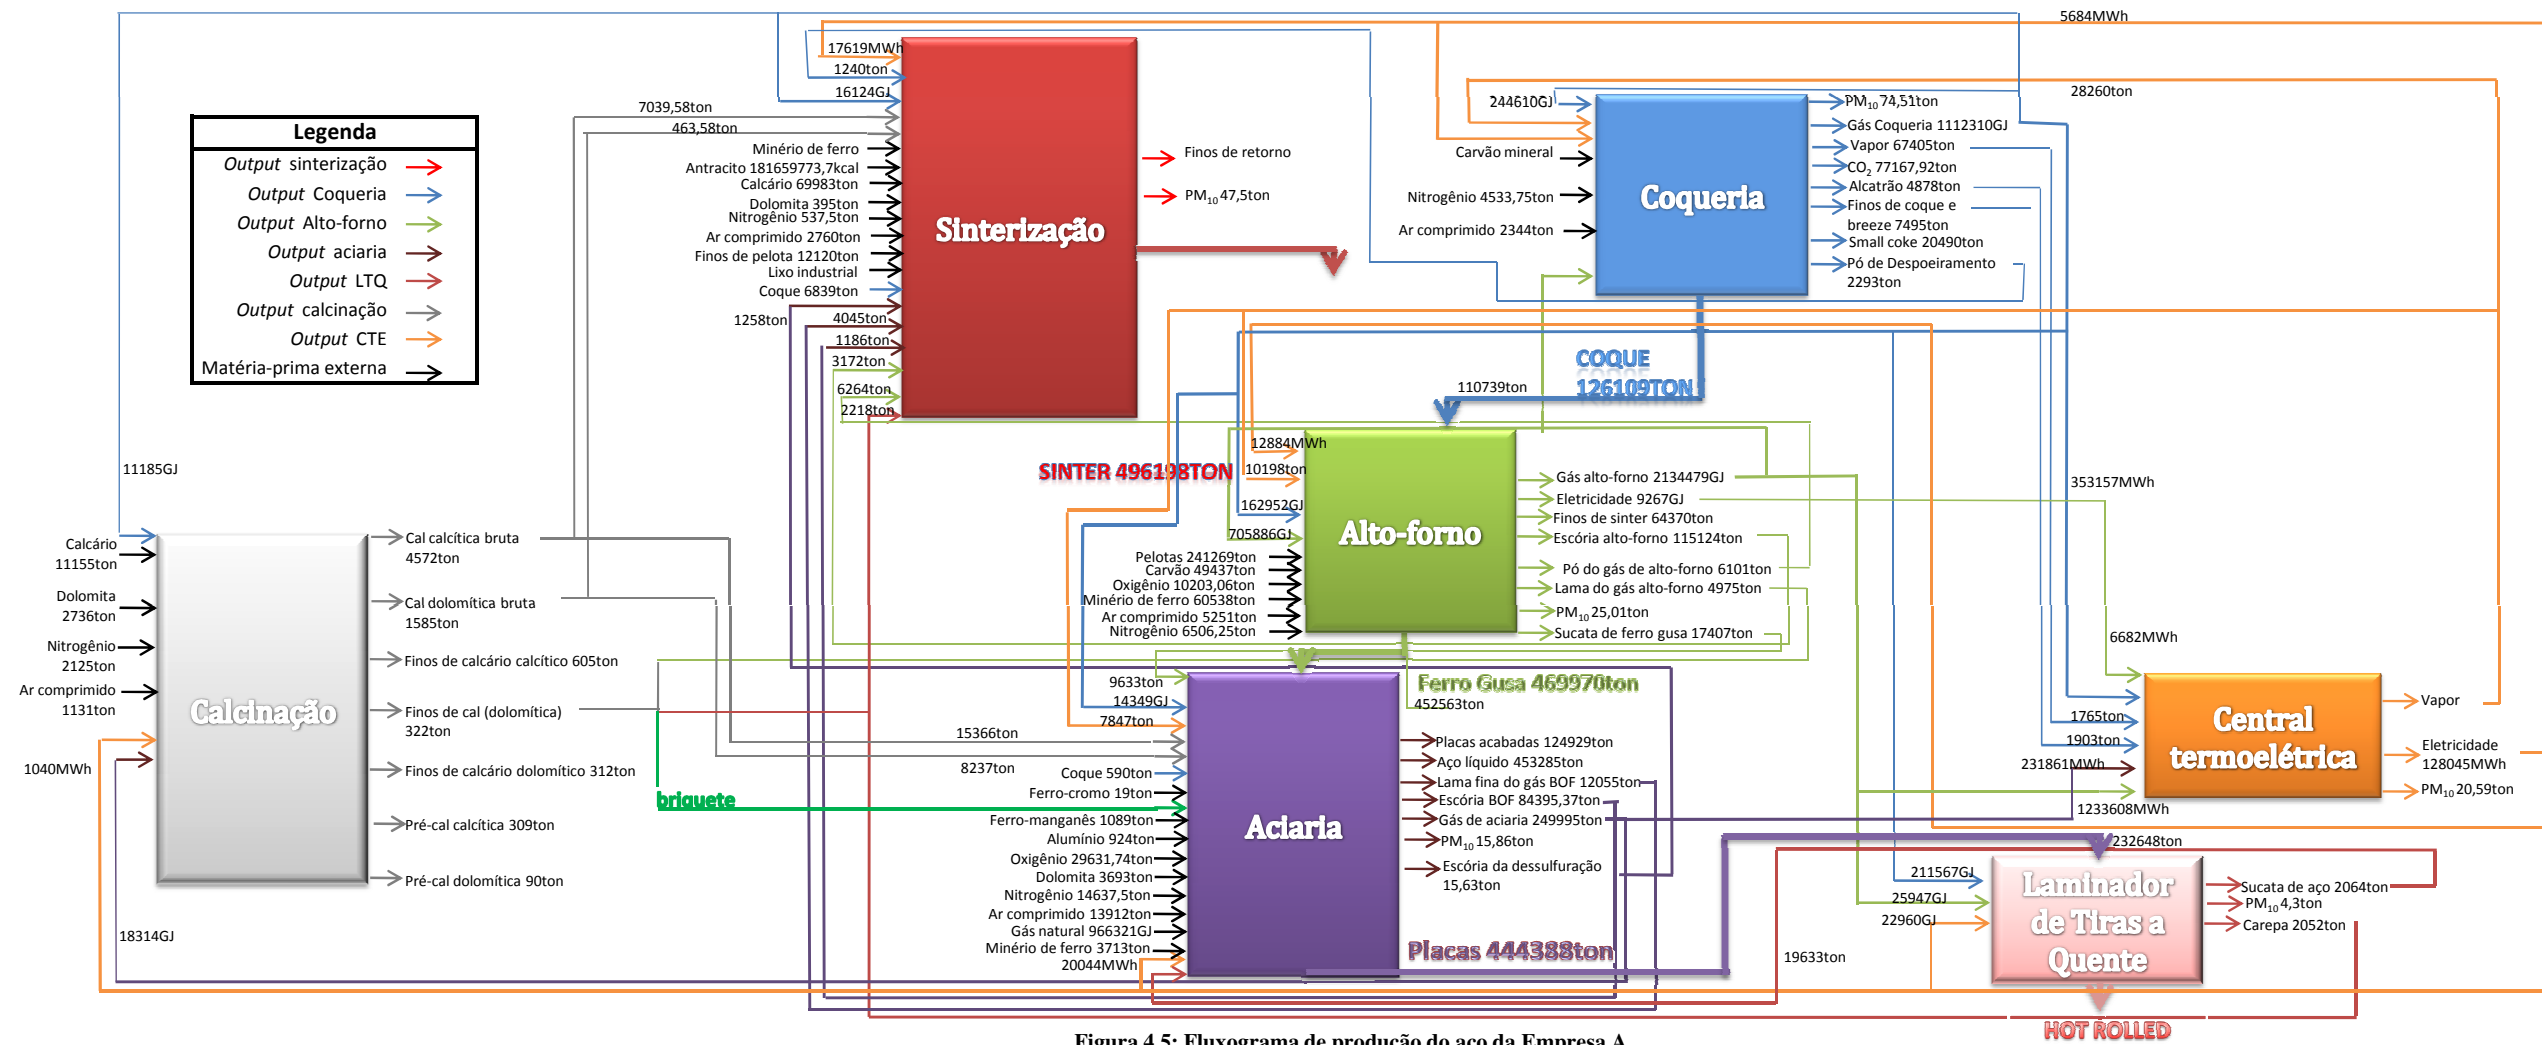 5684MWh
17619MWh
1240ton
16124GJ
7039,58ton
463,58ton
Minério de ferro
Antracito 181659773,7kcal
Calcário 69983ton
Dolomita 395ton
Nitrogênio 537,5ton
Ar comprimido 2760ton
Finos de pelota 12120ton
Lixo industrial
Coque 6839ton
1258ton
4045ton
1186ton
3172ton
6264ton
2218ton
Sinterização
Finos de retorno
PM10 47,5ton
SINTER 496198TON
Legenda
Output sinterização
Output Coqueria
Output Alto-forno
Output aciaria
Output LTQ
Output calcinação
Output CTE
Matéria-prima externa
244610GJ
28260ton
Carvão mineral
Nitrogênio 4533,75ton
Ar comprimido 2344ton
Coqueria
PM10 74,51ton
Gás Coqueria 1112310GJ
Vapor 67405ton
CO2 77167,92ton
Alcatrão 4878ton
Finos de coque e
breeze 7495ton
Small coke 20490ton
Pó de Despoeiramento
2293ton
COQUE
126109TON
110739ton
12884MWh
10198ton
162952GJ
705886GJ
Pelotas 241269ton
Carvão 49437ton
Oxigênio 10203,06ton
Minério de ferro 60538ton
Ar comprimido 5251ton
Nitrogênio 6506,25ton
Alto-forno
Gás alto-forno 2134479GJ
Eletricidade 9267GJ
Finos de sinter 64370ton
Escória alto-forno 115124ton
Pó do gás de alto-forno 6101ton
Lama do gás alto-forno 4975ton
PM10 25,01ton
Sucata de ferro gusa 17407ton
Ferro Gusa 469970ton
452563ton
353157MWh
6682MWh
11185GJ
Calcário
11155ton
Dolomita
2736ton
Nitrogênio
2125ton
Ar comprimido
1131ton
1040MWh
18314GJ
Calcinação
Cal calcítica bruta
4572ton
Cal dolomítica bruta
1585ton
Finos de calcário calcítico 605ton
Finos de cal (dolomítica)
322ton
Finos de calcário dolomítico 312ton
Pré-cal calcítica 309ton
Pré-cal dolomítica 90ton
briquete
9633ton
14349GJ
7847ton
15366ton
8237ton
Coque 590ton
Ferro-cromo 19ton
Ferro-manganês 1089ton
Alumínio 924ton
Oxigênio 29631,74ton
Dolomita 3693ton
Nitrogênio 14637,5ton
Ar comprimido 13912ton
Gás natural 966321GJ
Minério de ferro 3713ton
20044MWh
Aciaria
Placas acabadas 124929ton
Aço líquido 453285ton
Lama fina do gás BOF 12055ton
Escória BOF 84395,37ton
Gás de aciaria 249995ton
PM10 15,86ton
Escória da dessulfuração
15,63ton
Placas 444388ton
1765ton
1903ton
231861MWh
1233608MWh
Central
termoelétrica
Vapor
Eletricidade
128045MWh
PM10 20,59ton
232648ton
211567GJ
25947GJ
22960GJ
19633ton
Laminador
de Tiras a
Quente
Sucata de aço 2064ton
PM10 4,3ton
Carepa 2052ton
HOT ROLLED
Figura 4.5: Fluxograma de produção do aço da Empresa A